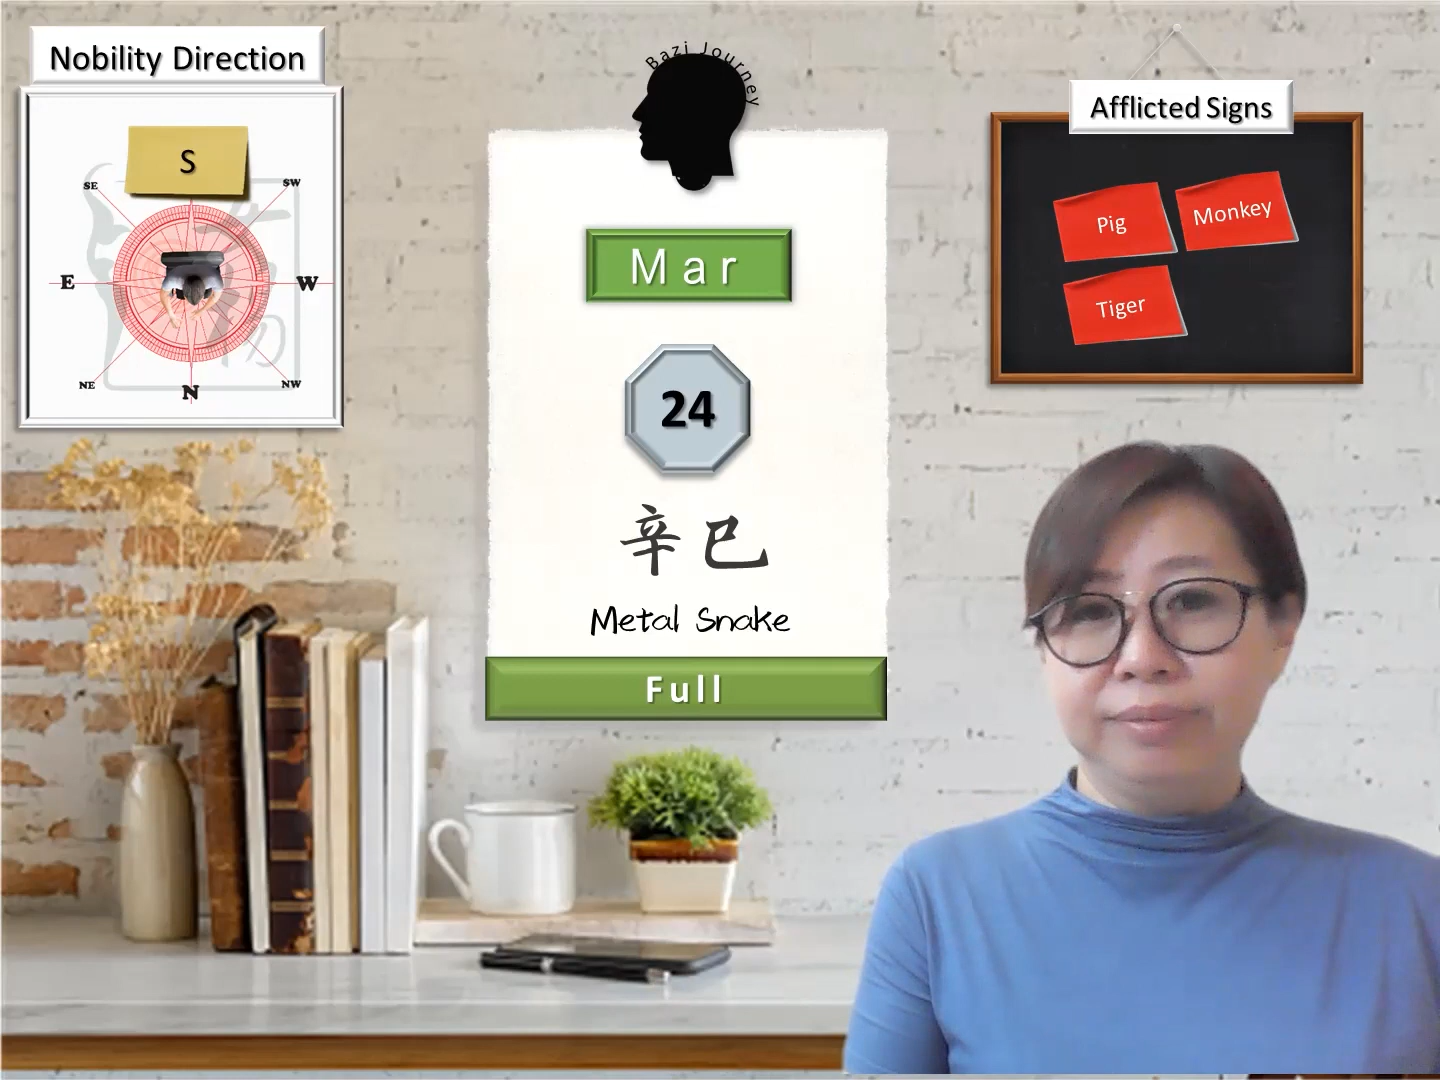 Nobility Direction
S
SE
SW
E
W
NE
N
NW
Bazi Journey
Mar
24
辛巳
Metal Snake
Full
Afflicted Signs
Pig
Monkey
Tiger